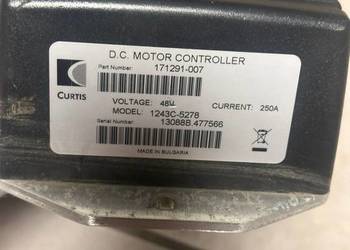 D.C. MOTOR CONTROLLER
Part Number: 171291-007
CURTIS
VOLTAGE: 48V CURRENT: 250A
MODEL: 1243C-5278
Serial Number: 13088B.477566
MADE IN BULGARIA